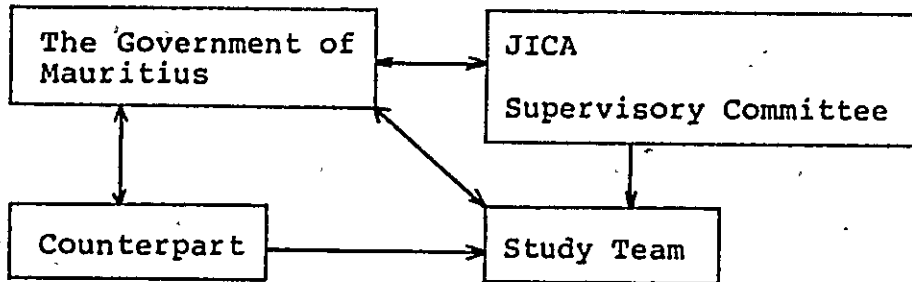 The Government of
Mauritius
JICA
Supervisory Committee
Counterpart
Study Team